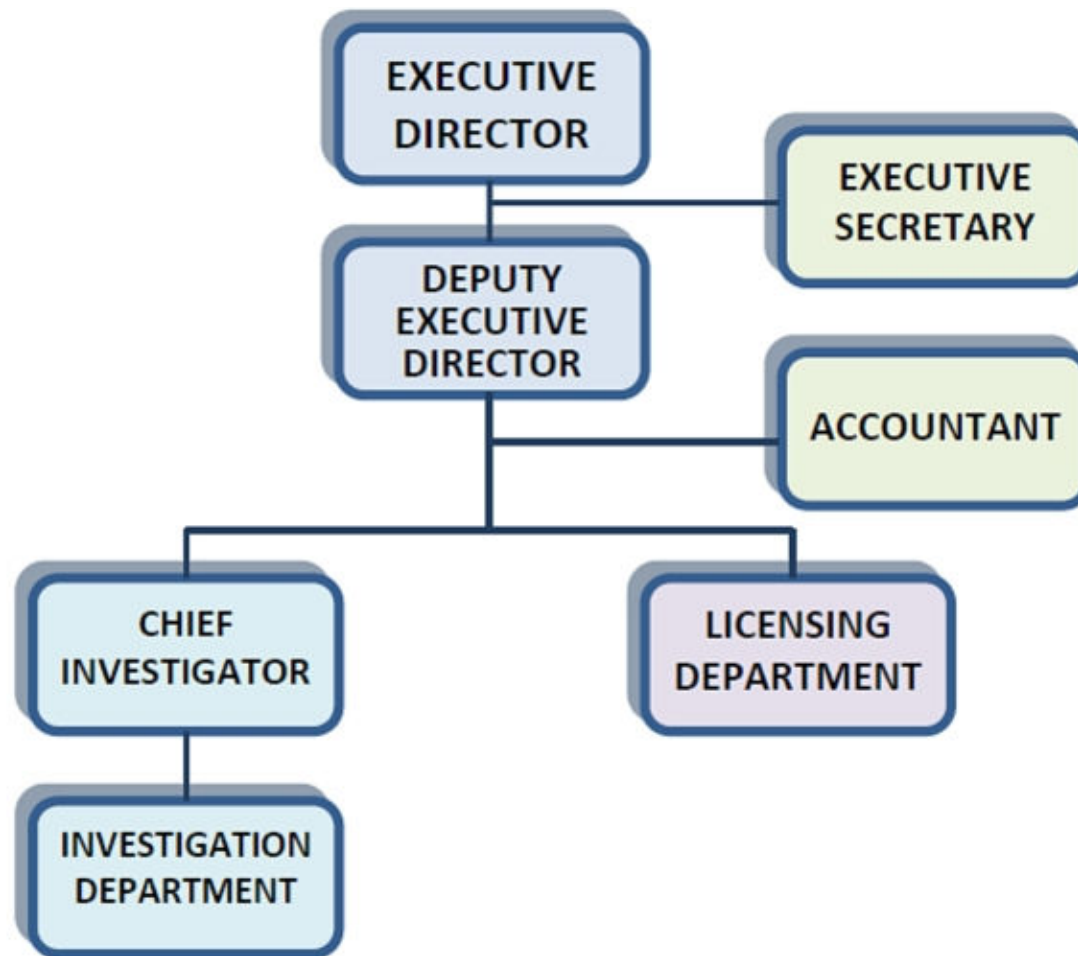 EXECUTIVE
DIRECTOR
EXECUTIVE
SECRETARY
DEPUTY
EXECUTIVE
DIRECTOR
ACCOUNTANT
CHIEF
INVESTIGATOR
LICENSING
DEPARTMENT
INVESTIGATION
DEPARTMENT